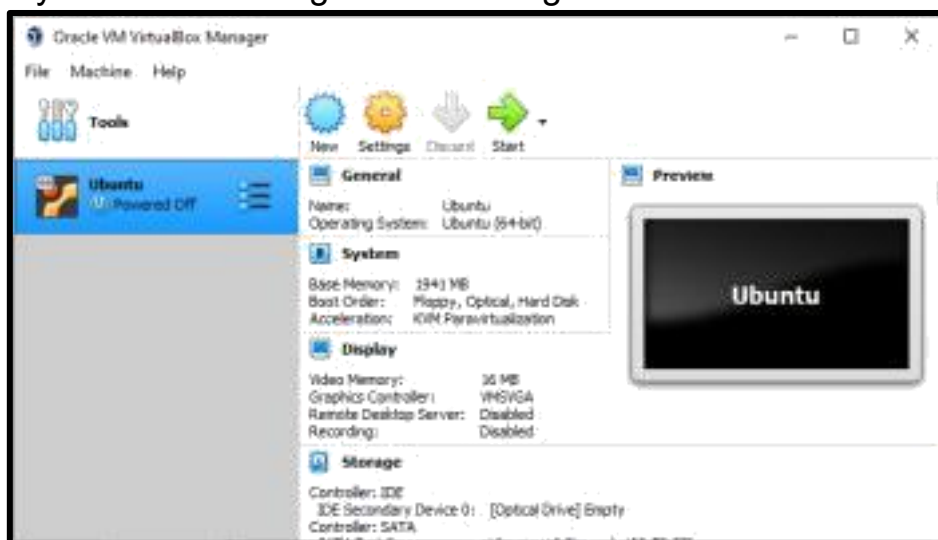 Oracle VM VirtualBox Manager
File Machine Help
Tools
New Settings Discard Start
Ubuntu
Powered Off
General
Name: Ubuntu
Operating System: Ubuntu (64-bit)
System
Base Memory: 1941 MB
Boot Order: Floppy, Optical, Hard Disk
Acceleration: KVM Paravirtualization
Display
Video Memory: 16 MB
Graphics Controller: VMSVGA
Remote Desktop Server: Disabled
Recording: Disabled
Storage
Controller: IDE
IDE Secondary Device 0: [Optical Drive] Empty
Controller: SATA
Preview
Ubuntu